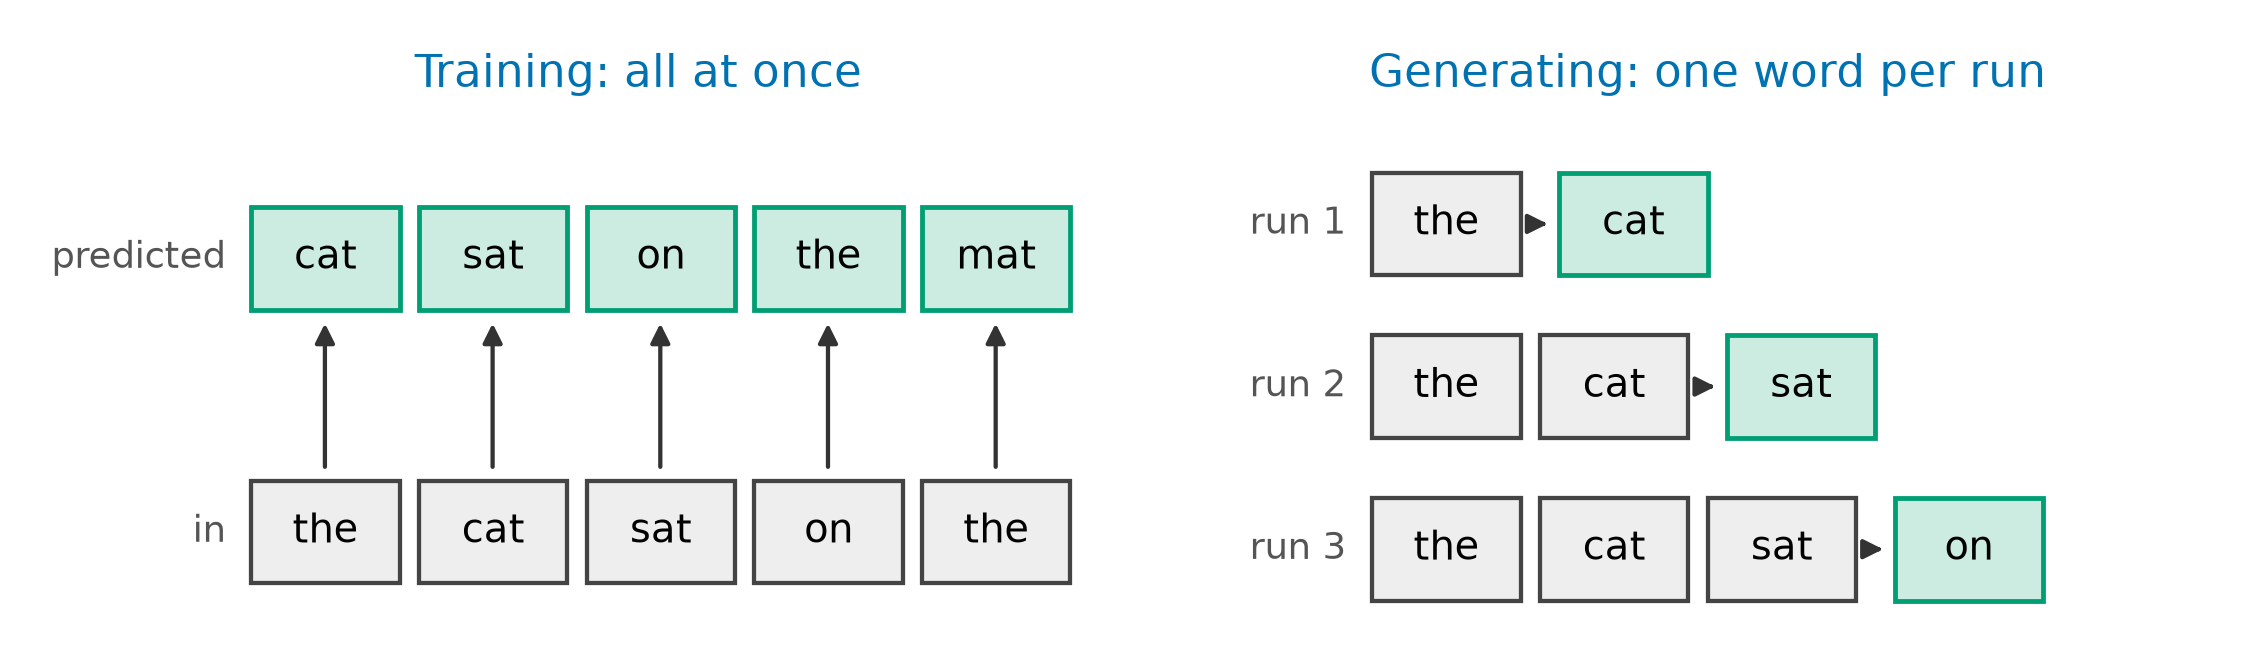 Training: all at once
predicted cat sat on the mat
in the cat sat on the
Generating: one word per run
run 1 the cat
run 2 the cat sat
run 3 the cat sat on